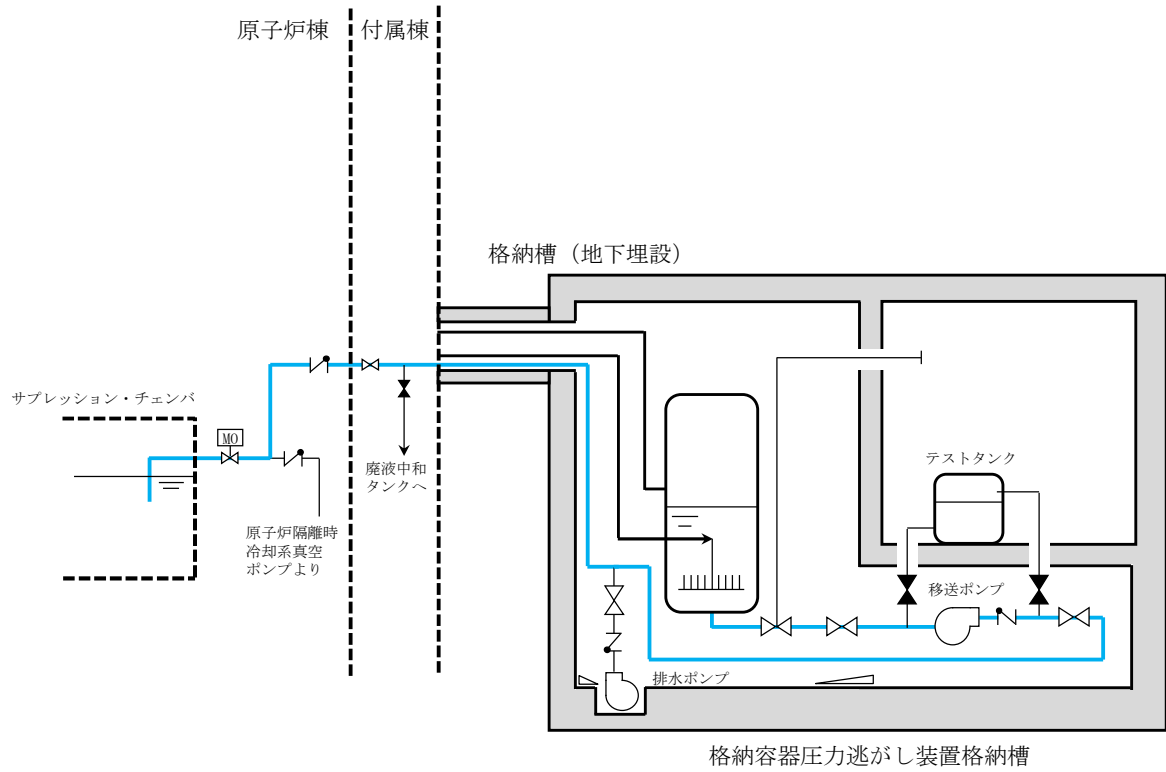 原子炉棟
付属棟
格納槽（地下埋設）
サプレッション・チェンバ
MO
廃液中和
タンクへ
原子炉隔離時
冷却系真空
ポンプより
テストタンク
移送ポンプ
排水ポンプ
格納容器圧力逃がし装置格納槽